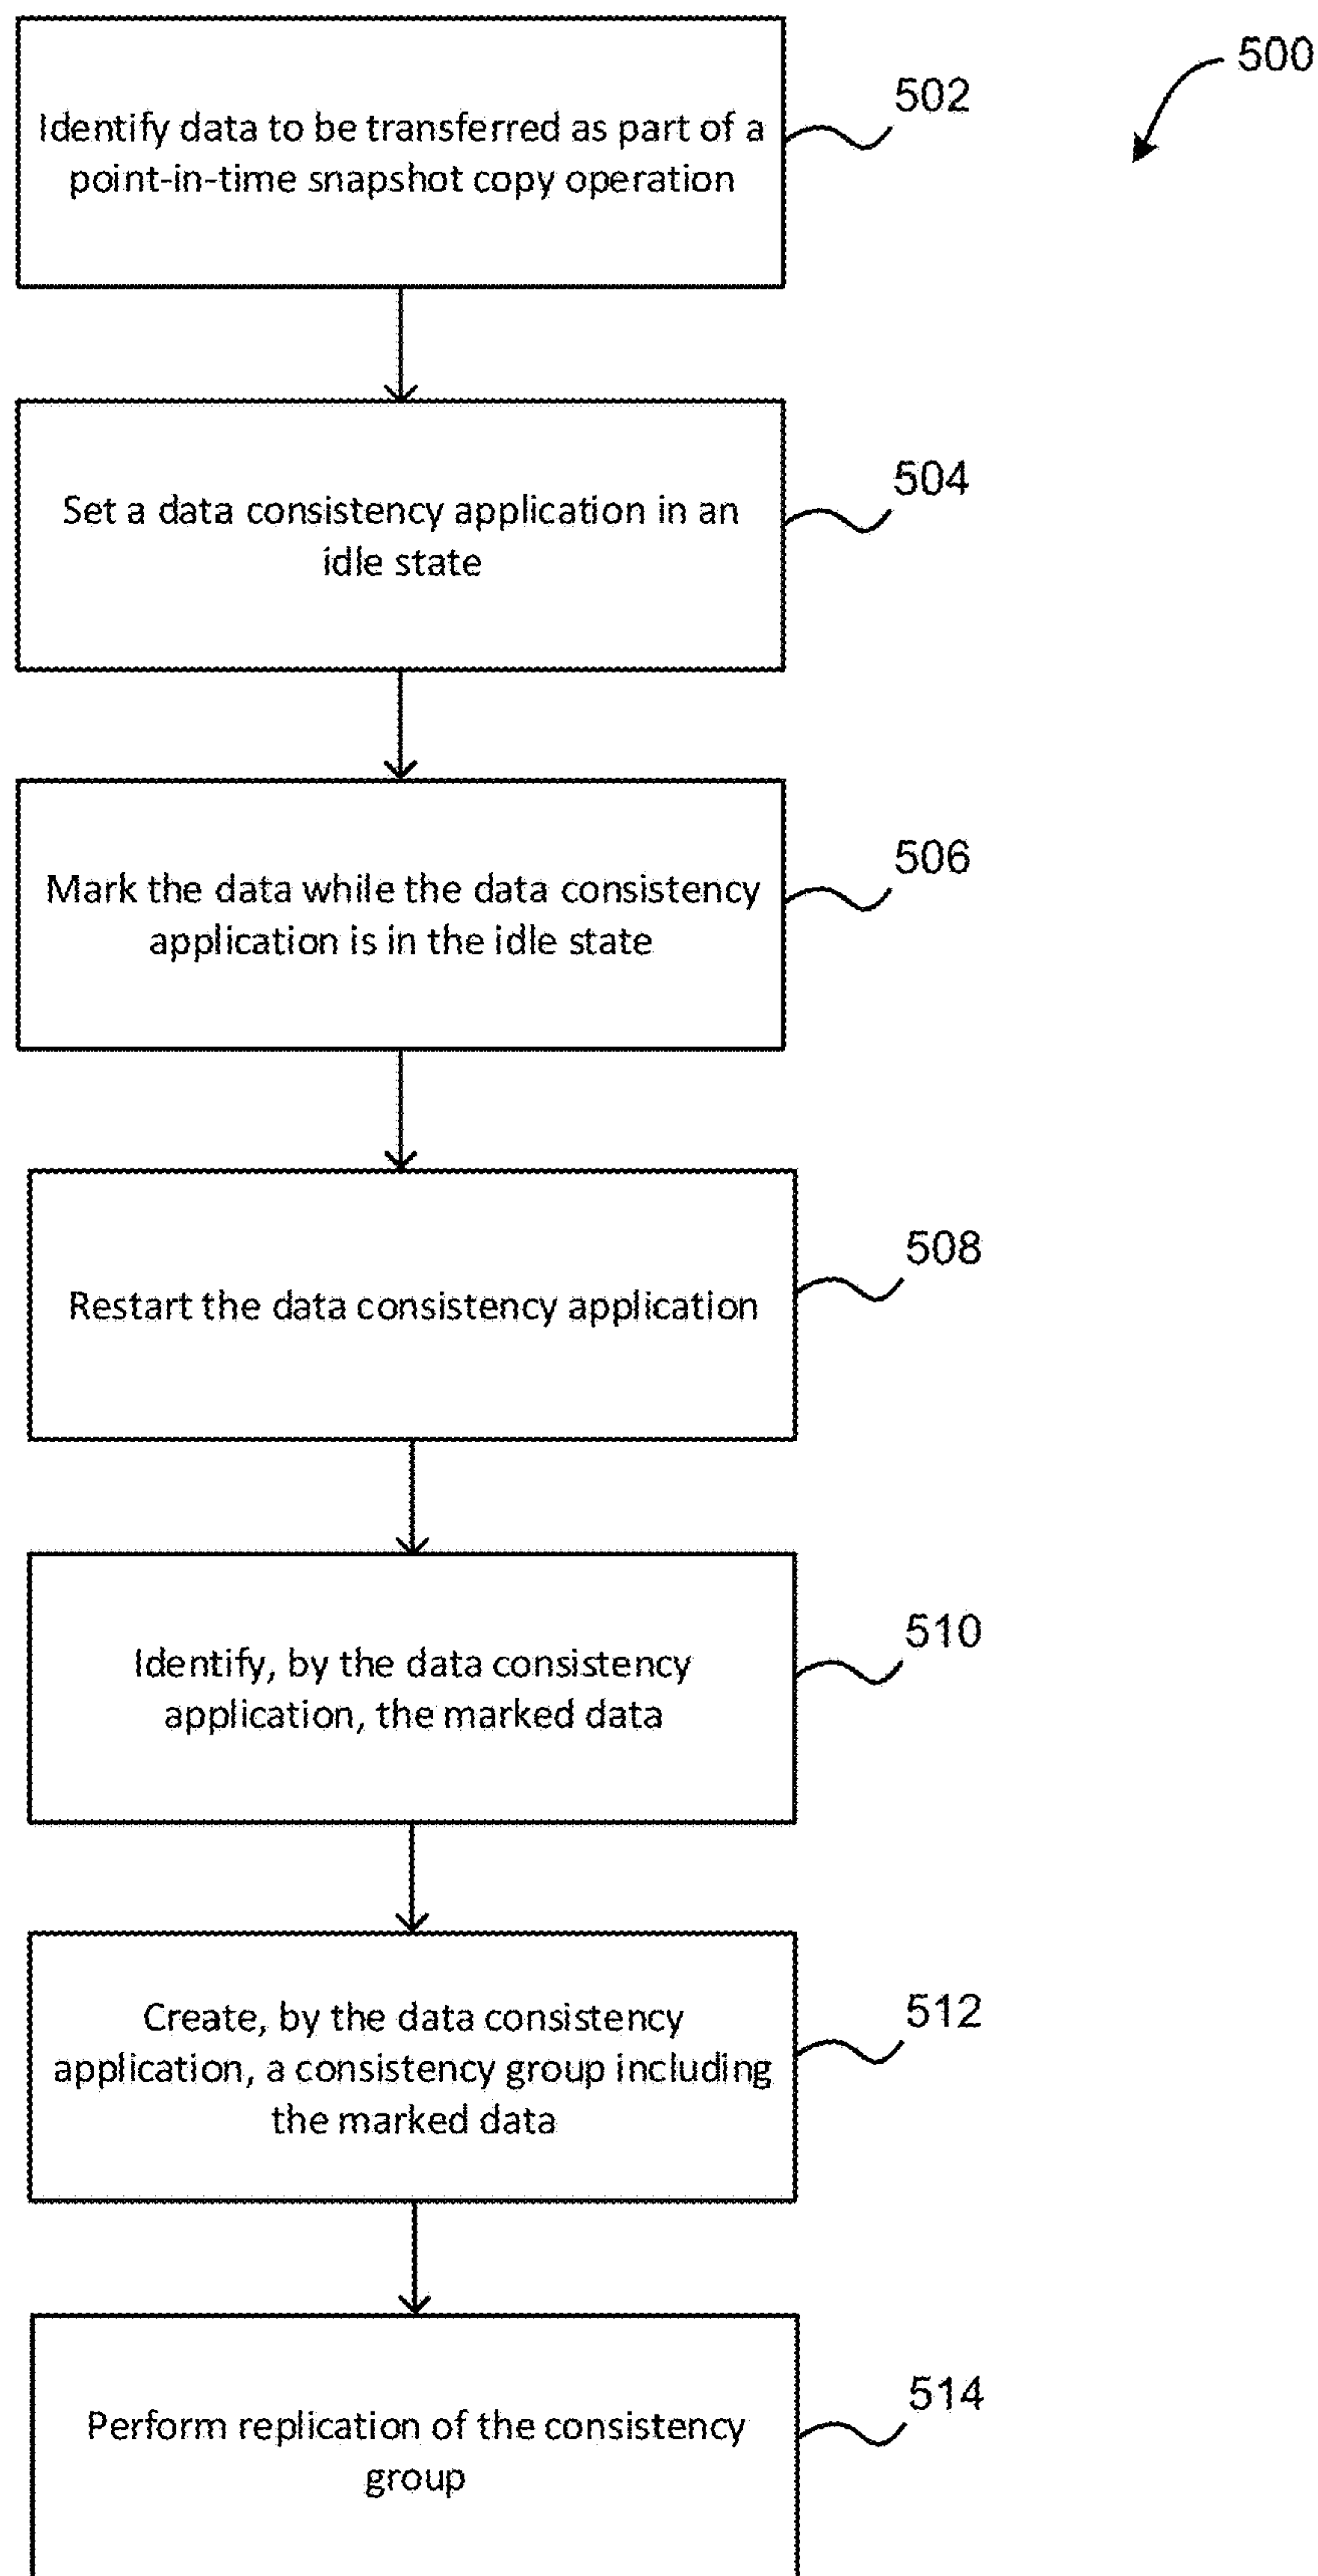 500
502
Identify data to be transferred as part of a
point-in-time snapshot copy operation
504
Set a data consistency application in an
idle state
506
Mark the data while the data consistency
application is in the idle state
508
Restart the data consistency application
510
Identify, by the data consistency
application, the marked data
512
Create, by the data consistency
application, a consistency group including
the marked data
514
Perform replication of the consistency
group